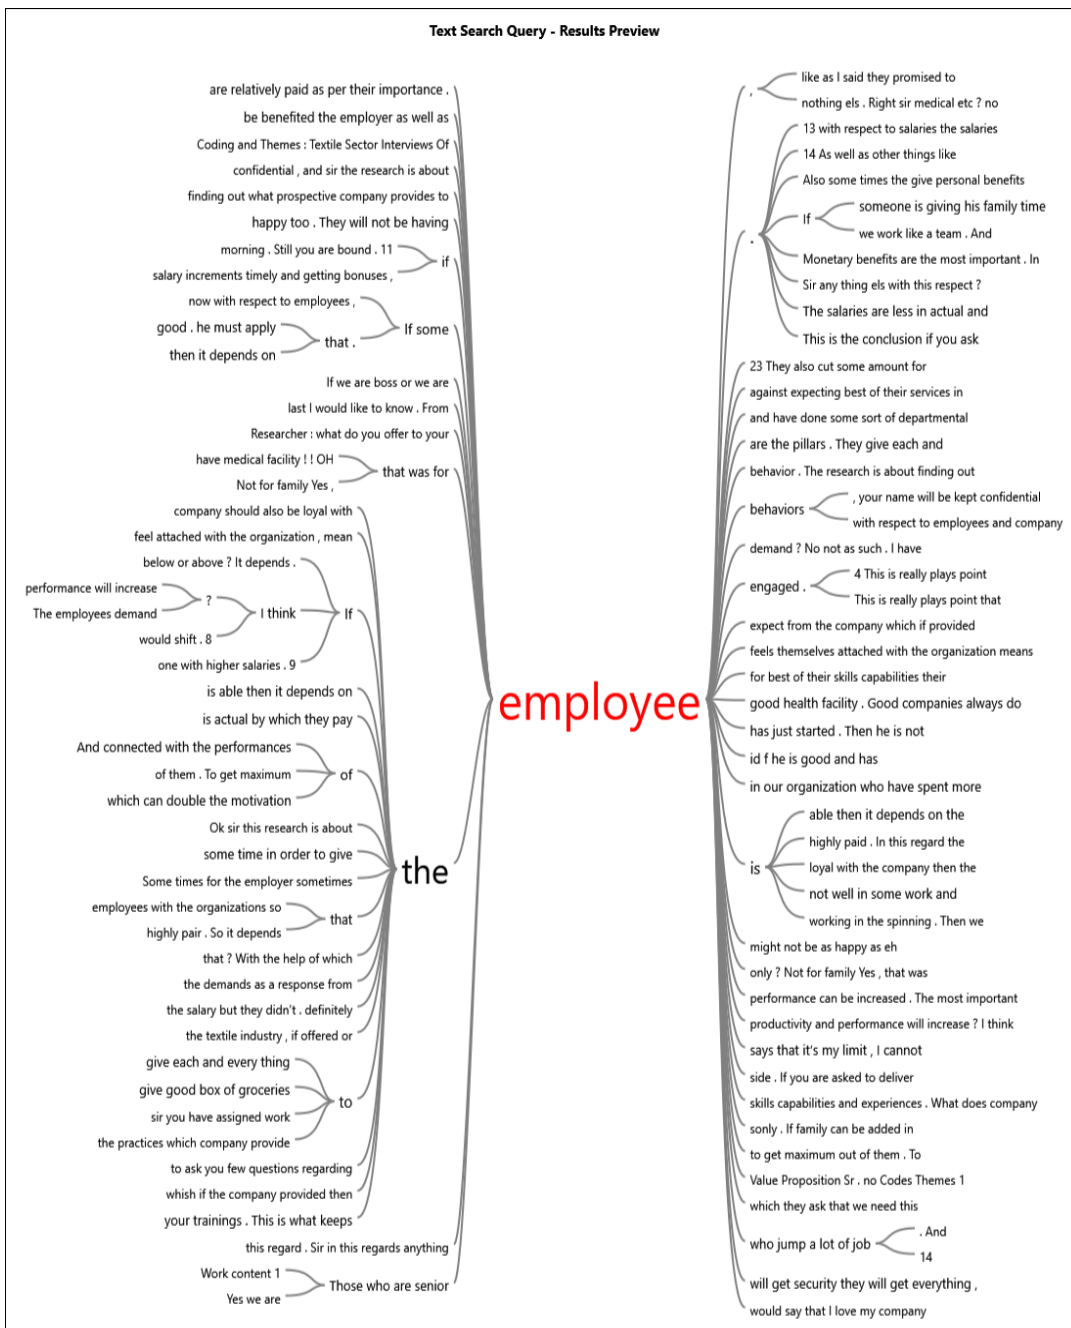 Text Search Query - Results Preview
are relatively paid as per their importance .
be benefited the employer as well as
Coding and Themes : Textile Sector Interviews Of
confidential , and sir the research is about
finding out what prospective company provides to
happy too . They will not be having
morning . Still you are bound . 11
salary increments timely and getting bonuses ,
if
now with respect to employees ,
good . he must apply
then it depends on
that .
If some
If we are boss or we are
last I would like to know . From
Researcher : what do you offer to your
have medical facility ! ! OH
Not for family Yes ,
that was for
company should also be loyal with
feel attached with the organization , mean
below or above ? It depends .
performance will increase
The employees demand
?
would shift . 8
I think
one with higher salaries . 9
If
is able then it depends on
is actual by which they pay
And connected with the performances
of them . To get maximum
which can double the motivation
of
Ok sir this research is about
some time in order to give
Some times for the employer sometimes
employees with the organizations so
highly pair . So it depends
that
that ? With the help of which
the demands as a response from
the salary but they didn't . definitely
the textile industry , if offered or
give each and every thing
give good box of groceries
sir you have assigned work
the practices which company provide
to
to ask you few questions regarding
whish if the company provided then
your trainings . This is what keeps
the
this regard . Sir in this regards anything
Work content 1
Yes we are
Those who are senior
employee
,
like as I said they promised to
nothing els . Right sir medical etc ? no
.
13 with respect to salaries the salaries
14 As well as other things like
Also some times the give personal benefits
If
someone is giving his family time
we work like a team . And
Monetary benefits are the most important . In
Sir any thing els with this respect ?
The salaries are less in actual and
This is the conclusion if you ask
23 They also cut some amount for
against expecting best of their services in
and have done some sort of departmental
are the pillars . They give each and
behavior . The research is about finding out
behaviors
, your name will be kept confidential
with respect to employees and company
demand ? No not as such . I have
engaged .
4 This is really plays point
This is really plays point that
expect from the company which if provided
feels themselves attached with the organization means
for best of their skills capabilities their
good health facility . Good companies always do
has just started . Then he is not
id f he is good and has
in our organization who have spent more
is
able then it depends on the
highly paid . In this regard the
loyal with the company then the
not well in some work and
working in the spinning . Then we
might not be as happy as eh
only ? Not for family Yes , that was
performance can be increased . The most important
productivity and performance will increase ? I think
says that it's my limit , I cannot
side . If you are asked to deliver
skills capabilities and experiences . What does company
sonly . If family can be added in
to get maximum out of them . To
Value Proposition Sr . no Codes Themes 1
which they ask that we need this
who jump a lot of job
. And
14
will get security they will get everything ,
would say that I love my company